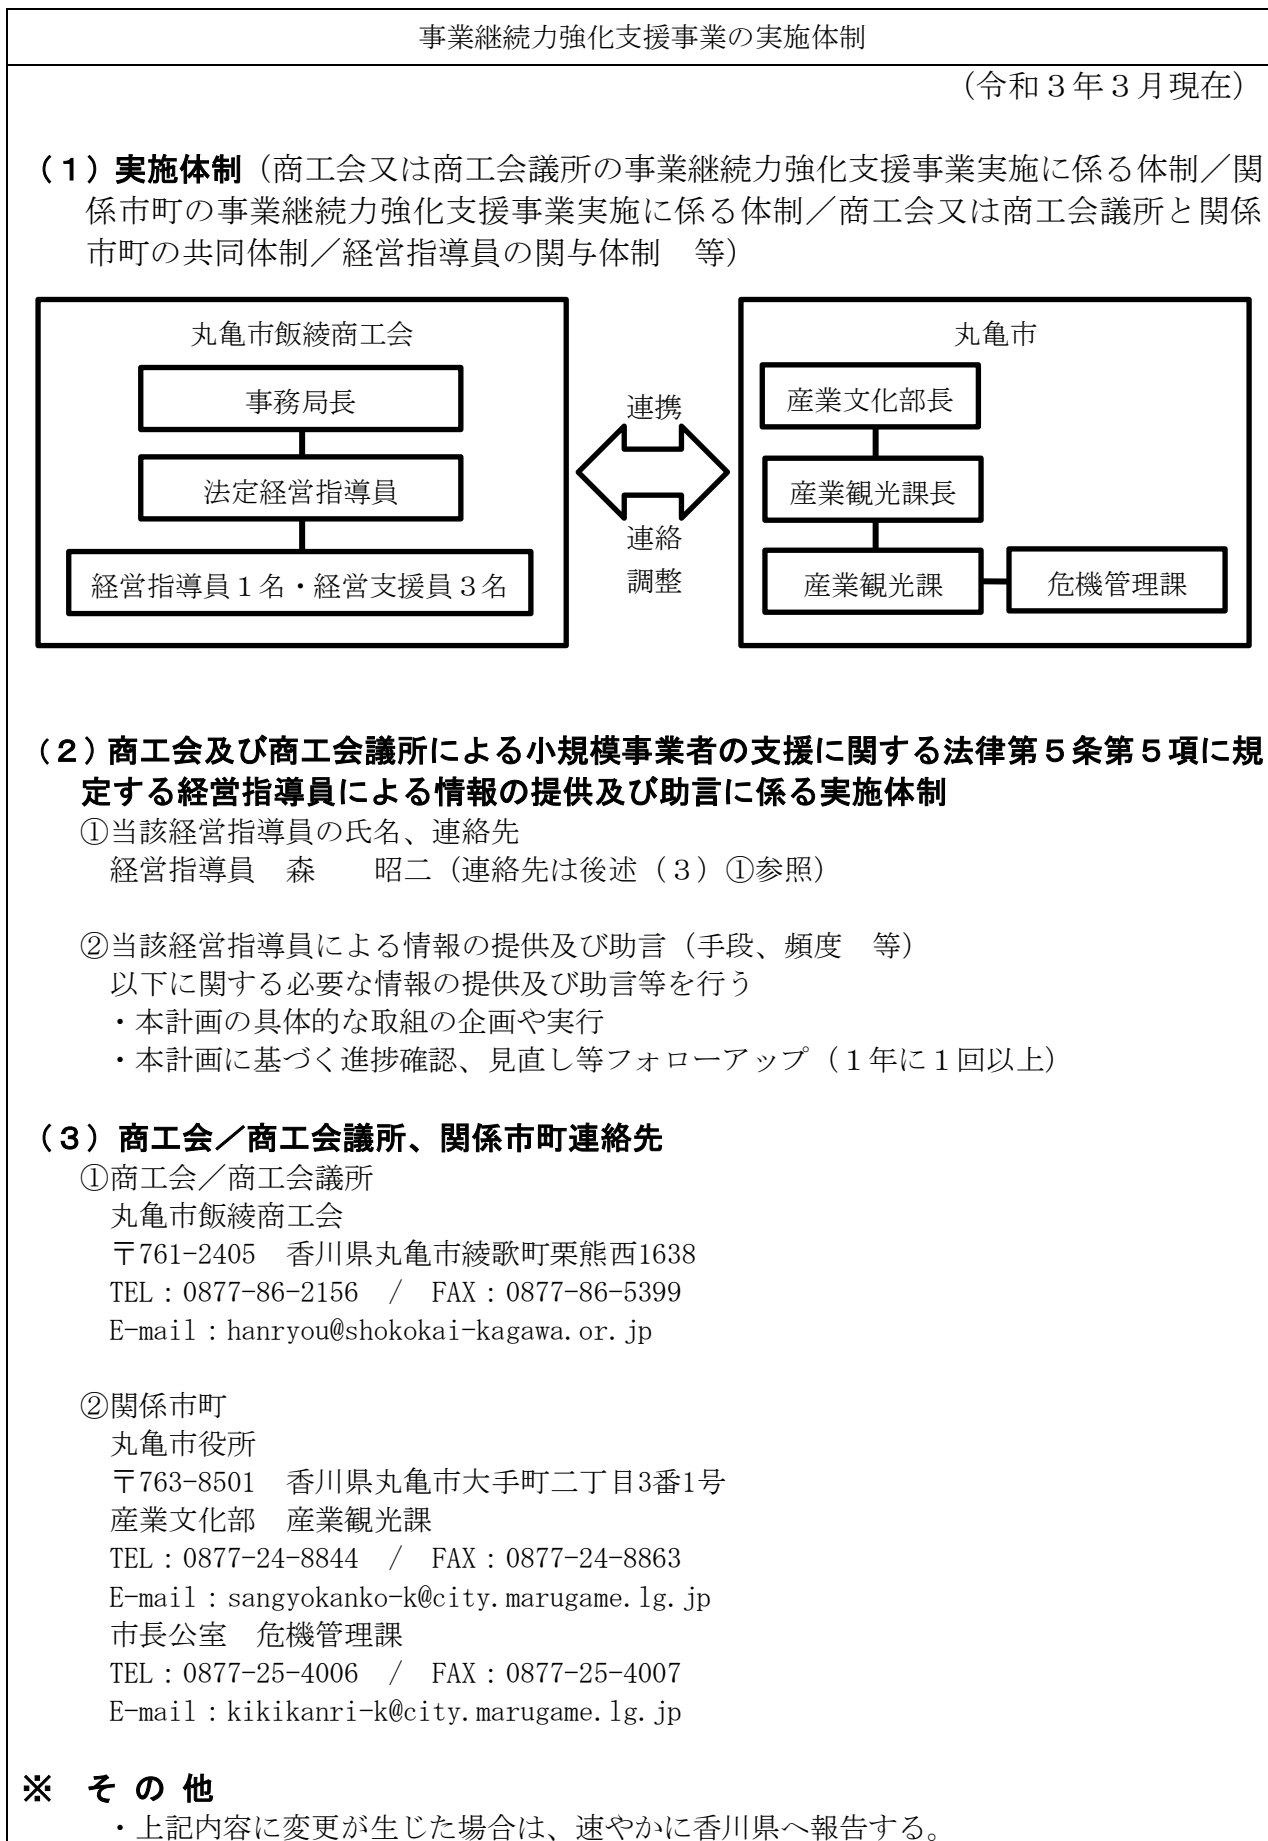 事業継続力強化支援事業の実施体制
(令和３年３月現在)
(１)実施体制(商工会又は商工会議所の事業継続力強化支援事業実施に係る体制／関
係市町の事業継続力強化支援事業実施に係る体制／商工会又は商工会議所と関係
市町の共同体制／経営指導員の関与体制　等)
丸亀市飯綾商工会
事務局長
法定経営指導員
経営指導員１名・経営支援員３名
連携
連絡
調整
丸亀市
産業文化部長
産業観光課長
産業観光課
危機管理課
(２)商工会及び商工会議所による小規模事業者の支援に関する法律第５条第５項に規
定する経営指導員による情報の提供及び助言に係る実施体制
①当該経営指導員の氏名、連絡先
経営指導員　森　　昭二（連絡先は後述（３）①参照）
②当該経営指導員による情報の提供及び助言（手段、頻度　等）
以下に関する必要な情報の提供及び助言等を行う
・本計画の具体的な取組の企画や実行
・本計画に基づく進捗確認、見直し等フォローアップ（１年に１回以上）
(３)商工会／商工会議所、関係市町連絡先
①商工会／商工会議所
丸亀市飯綾商工会
〒761-2405　香川県丸亀市綾歌町栗熊西1638
TEL：0877-86-2156　/　FAX：0877-86-5399
E-mail：hanryou@shokokai-kagawa.or.jp
②関係市町
丸亀市役所
〒763-8501　香川県丸亀市大手町二丁目3番1号
産業文化部　産業観光課
TEL：0877-24-8844　/　FAX：0877-24-8863
E-mail：sangyokanko-k@city.marugame.lg.jp
市長公室　危機管理課
TEL：0877-25-4006　/　FAX：0877-25-4007
E-mail：kikikanri-k@city.marugame.lg.jp
※　その他
・上記内容に変更が生じた場合は、速やかに香川県へ報告する。